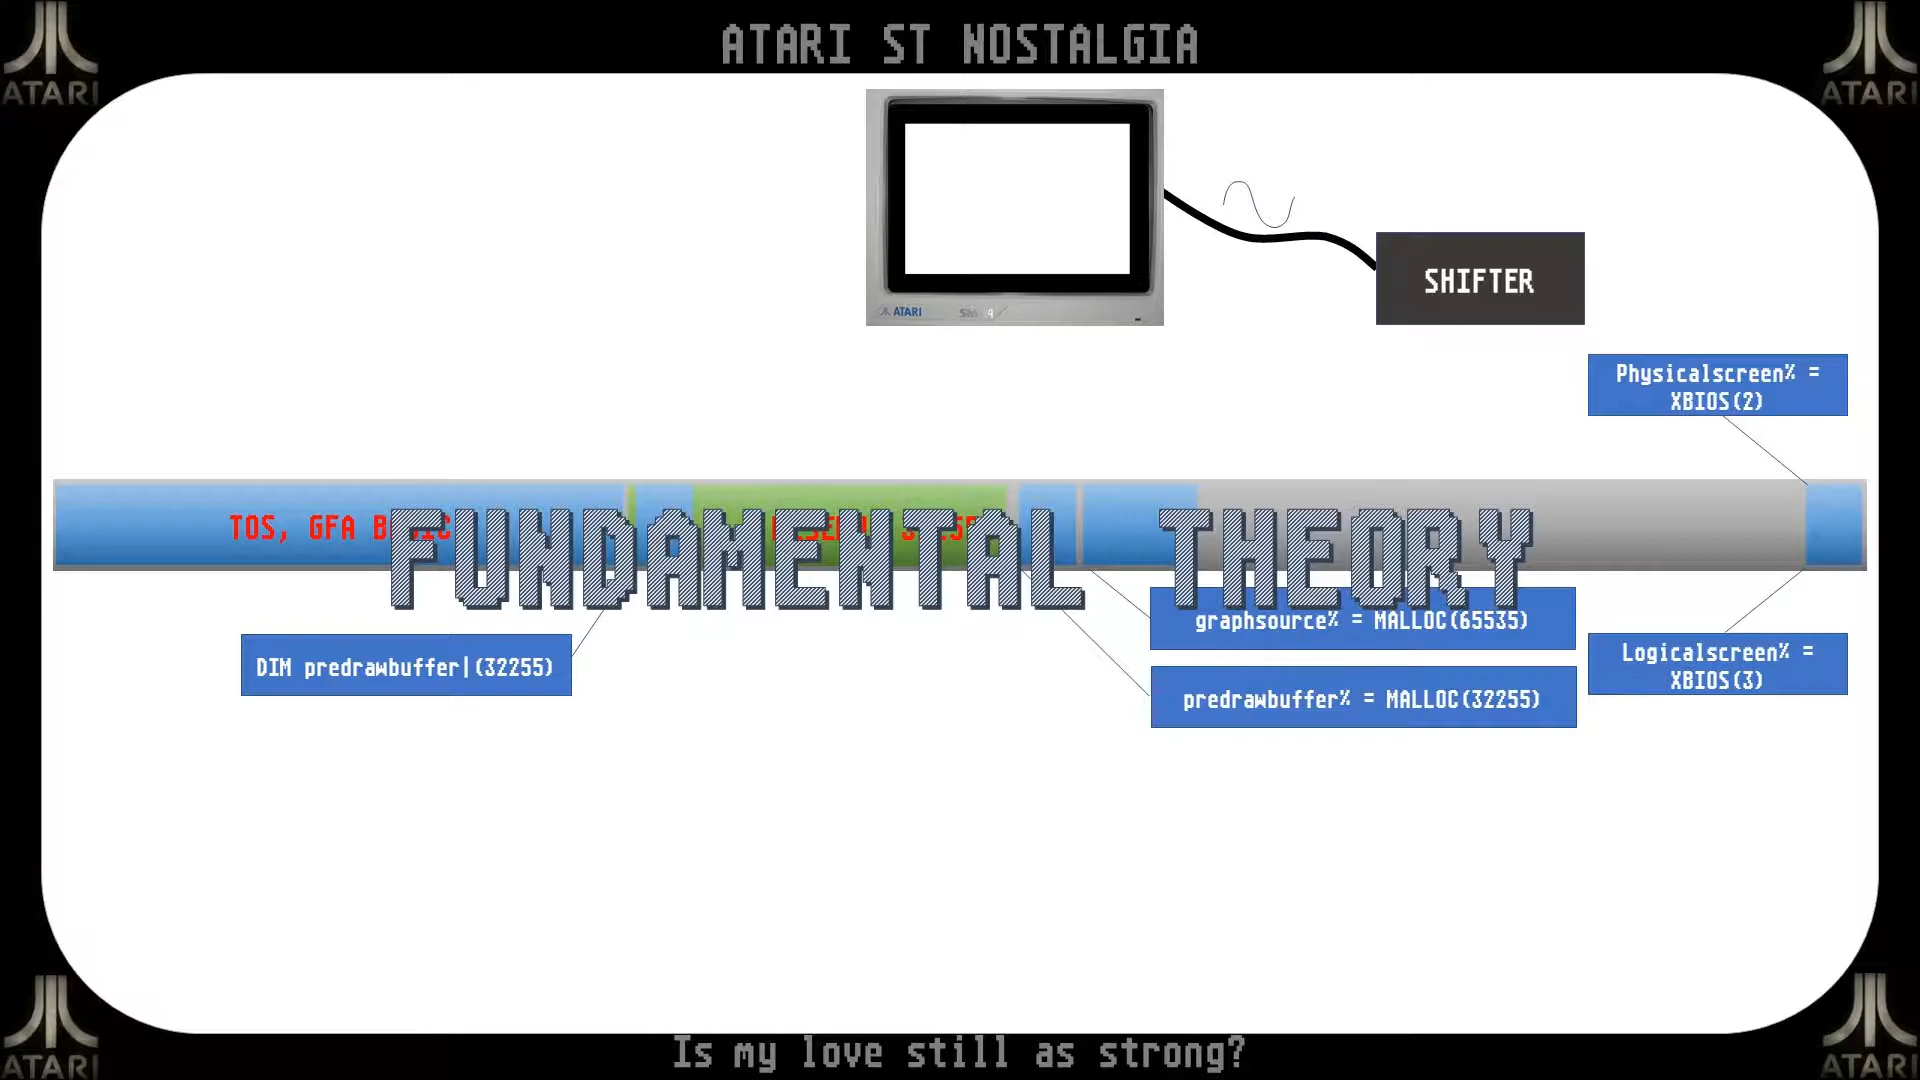 ATARI ST NOSTALGIA
ATARI
ATARI
ATARI
SHIFTER
Physicalscreen% =
XBIOS(2)
TOS, GFA
FUNDAMENTAL THEORY
graphsource% = MALLOC(65535)
DIM predrawbuffer|(32255)
Logicalscreen% =
XBIOS(3)
predrawbuffer% = MALLOC(32255)
Is my love still as strong?
ATARI
ATARI